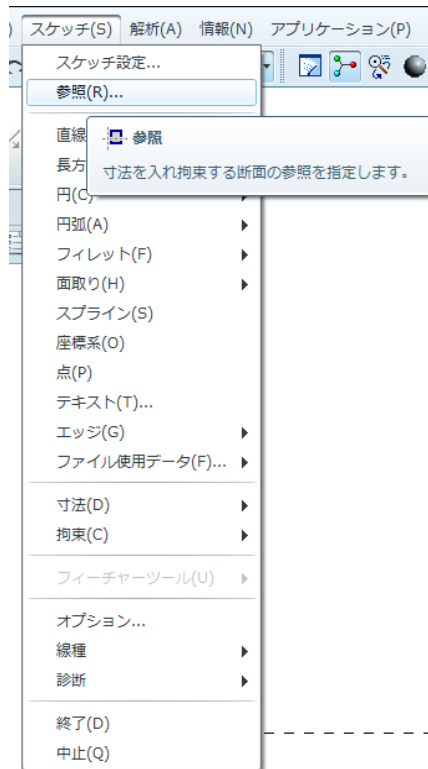 ) スケッチ(S) 解析(A) 情報(N) アプリケーション(P)
スケッチ設定...
参照(R)...
直線
参照
長方
寸法を入れ拘束する断面の参照を指定します。
円(C)
円弧(A)
フィレット(F)
面取り(H)
スプライン(S)
座標系(O)
点(P)
テキスト(T)...
エッジ(G)
ファイル使用データ(F)...
寸法(D)
拘束(C)
フィーチャーツール(U)
オプション...
線種
診断
終了(D)
中止(Q)